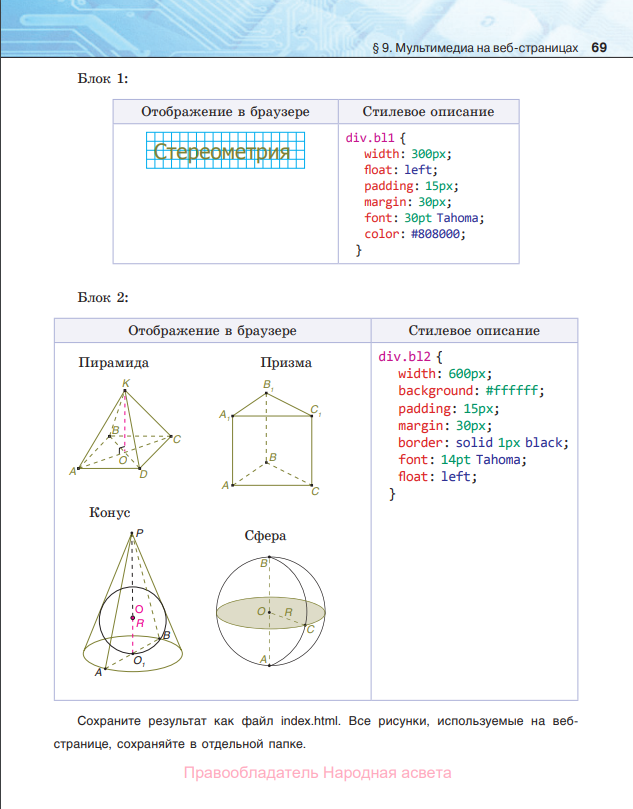 § 9. Мультимедиа на веб-страницах 69
Блок 1:
Отображение в браузере
Стилевое описание
Стереометрия
div.bl1 {
width: 300px;
float: left;
padding: 15px;
margin: 30px;
font: 30pt Tahoma;
color: #808000;
}
Блок 2:
Отображение в браузере
Стилевое описание
Пирамида
K
B
C
O
A
D
Призма
B1
A1
C1
B
A
C
Конус
P
O
R
B
O1
A
Сфера
B
O
R
C
A
div.bl2 {
width: 600px;
background: #ffffff;
padding: 15px;
margin: 30px;
border: solid 1px black;
font: 14pt Tahoma;
float: left;
}
Сохраните результат как файл index.html. Все рисунки, используемые на веб-
странице, сохраняйте в отдельной папке.
Правообладатель Народная асвета